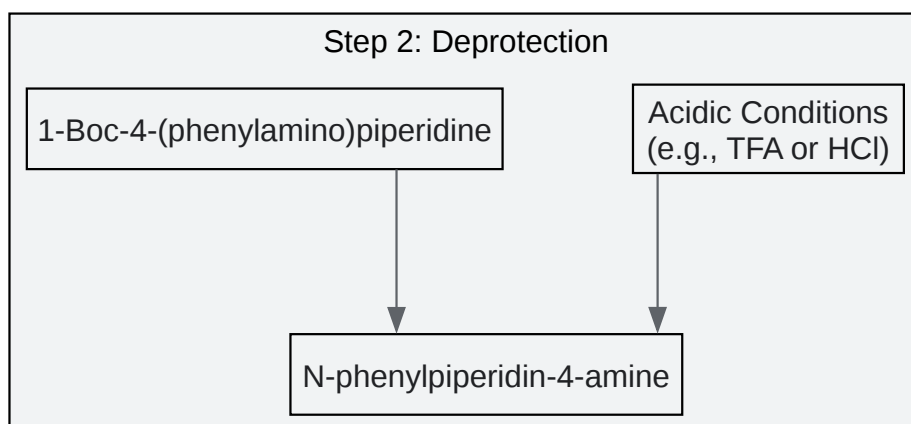 Step 2: Deprotection
1-Boc-4-(phenylamino)piperidine
Acidic Conditions
(e.g., TFA or HCl)
N-phenylpiperidin-4-amine